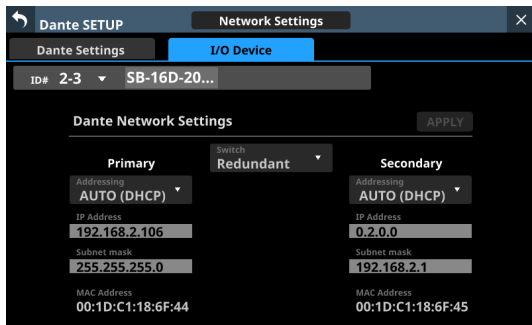 Dante SETUP
Network Settings
Dante Settings
I/O Device
ID# 2-3 SB-16D-20...
Dante Network Settings
APPLY
Switch
Redundant
Primary
Secondary
Addressing
AUTO (DHCP)
Addressing
AUTO (DHCP)
IP Address
192.168.2.106
IP Address
0.2.0.0
Subnet mask
255.255.255.0
Subnet mask
192.168.2.1
MAC Address
00:1D:C1:18:6F:44
MAC Address
00:1D:C1:18:6F:45